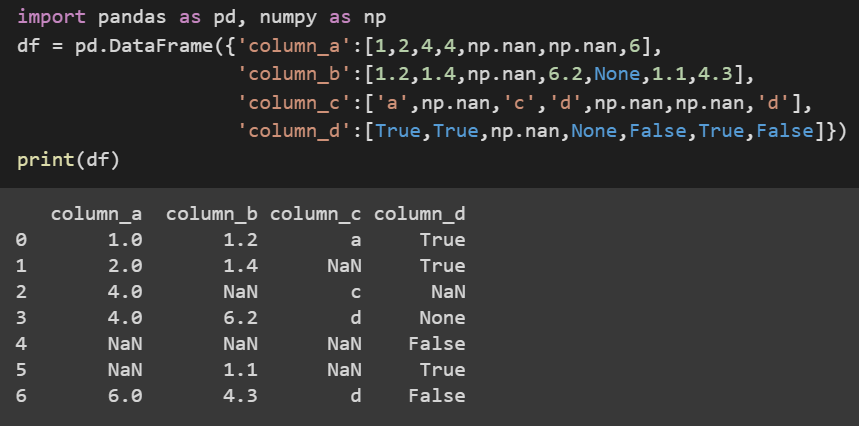 import pandas as pd, numpy as np
df = pd.DataFrame({'column_a':[1,2,4,4,np.nan,np.nan,6],
                   'column_b':[1.2,1.4,np.nan,6.2,None,1.1,4.3],
                   'column_c':['a',np.nan,'c','d',np.nan,np.nan,'d'],
                   'column_d':[True,True,np.nan,None,False,True,False]})
print(df)
   column_a  column_b column_c column_d
0       1.0       1.2        a     True
1       2.0       1.4      NaN     True
2       4.0       NaN        c      NaN
3       4.0       6.2        d     None
4       NaN       NaN      NaN    False
5       NaN       1.1      NaN     True
6       6.0       4.3        d    False